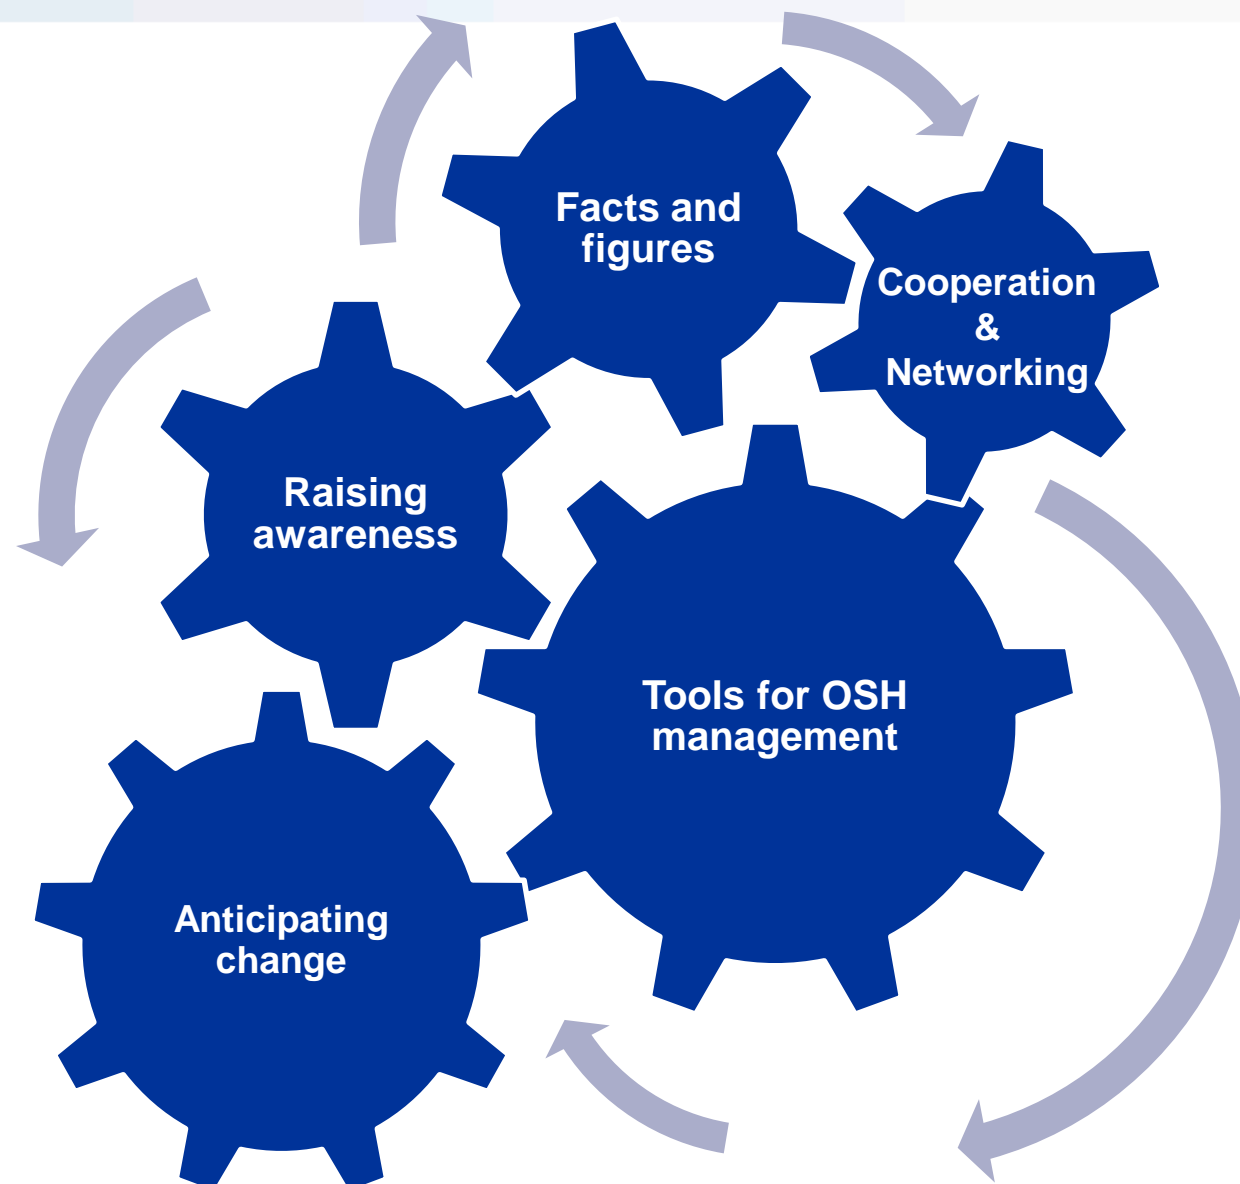 Facts and
figures
Cooperation
&
Networking
Raising
awareness
Tools for OSH
management
Anticipating
change